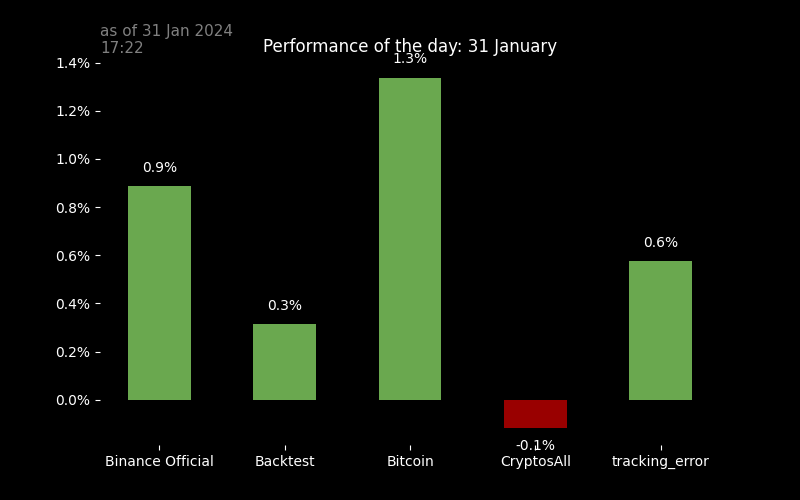 as of 31 Jan 2024
17:22
Performance of the day: 31 January
1.4%
1.2%
1.0%
0.8%
0.6%
0.4%
0.2%
0.0%
0.9%
0.3%
1.3%
-0.1%
0.6%
Binance Official
Backtest
Bitcoin
CryptosAll
tracking_error